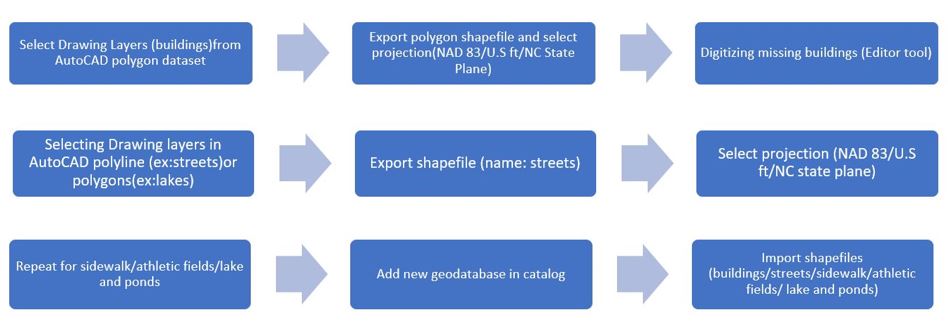 Select Drawing Layers (buildings)from
AutoCAD polygon dataset
Export polygon shapefile and select
projection(NAD 83/U.S ft/NC State
Plane)
Digitizing missing buildings (Editor tool)
Selecting Drawing layers in
AutoCAD polyline (ex:streets)or
polygons(ex:lakes)
Export shapefile (name: streets)
Select projection (NAD 83/U.S
ft/NC state plane)
Repeat for sidewalk/athletic fields/lake
and ponds
Add new geodatabase in catalog
Import shapefiles
(buildings/streets/sidewalk/athletic
fields/ lake and ponds)